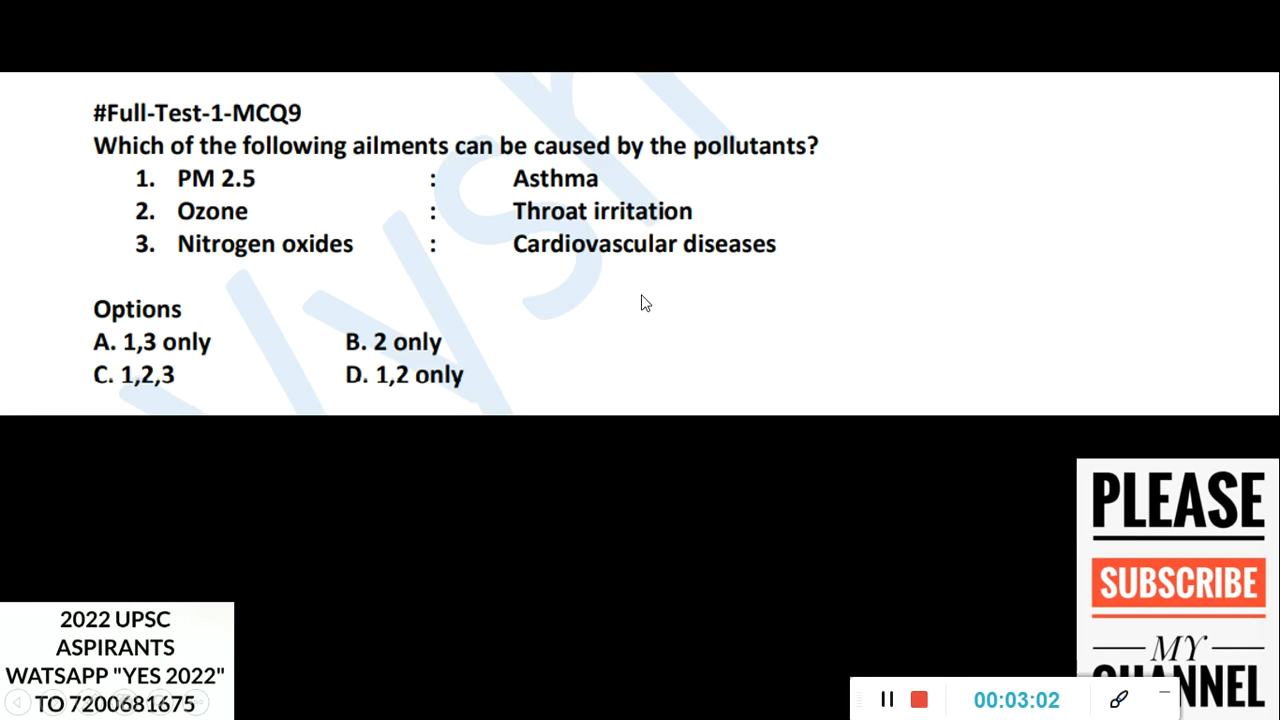 #Full-Test-1-MCQ9
Which of the following ailments can be caused by the pollutants?
1. PM 2.5 : Asthma
2. Ozone : Throat irritation
3. Nitrogen oxides : Cardiovascular diseases
Options
A. 1,3 only B. 2 only
C. 1,2,3 D. 1,2 only
PLEASE
SUBSCRIBE
MY
CHANNEL
2022 UPSC
ASPIRANTS
WATSAPP "YES 2022"
TO 7200681675
00:03:02